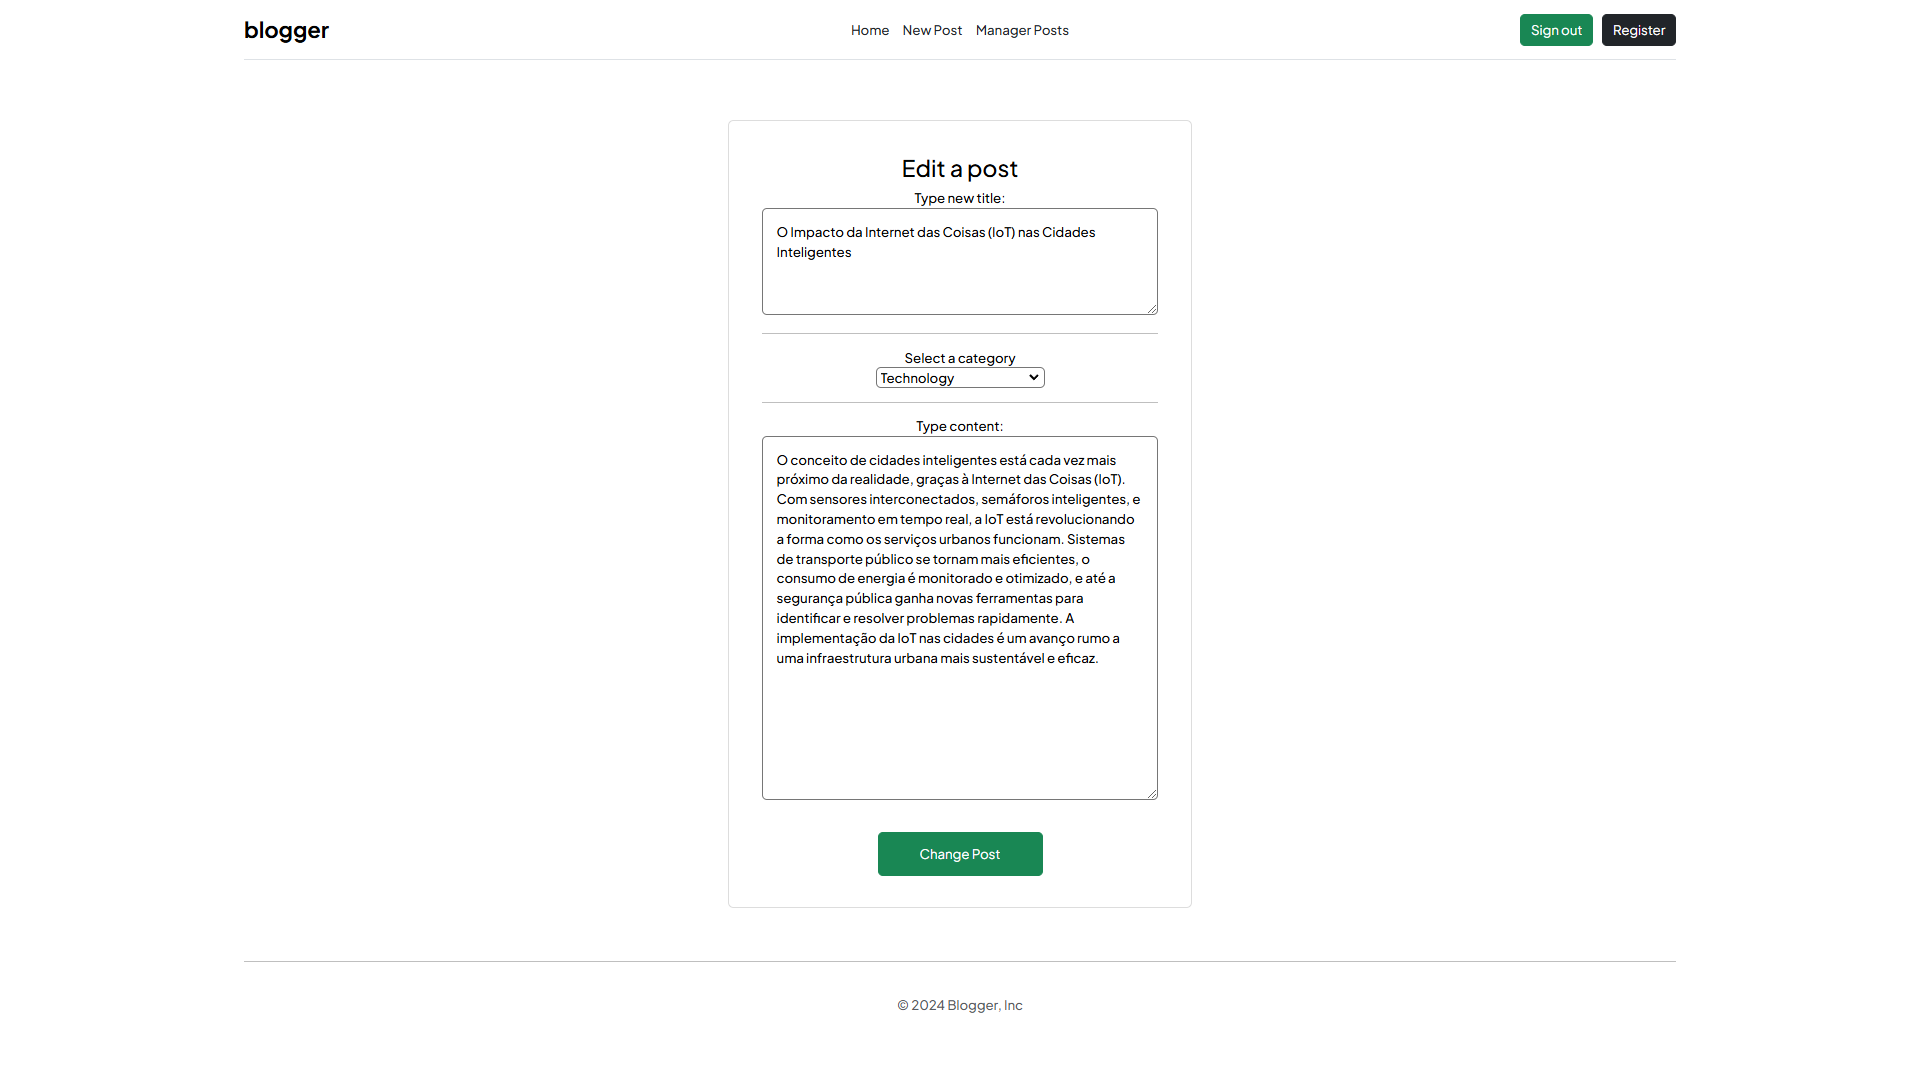 blogger
Home
New Post
Manager Posts
Sign out
Register
Edit a post
Type new title:
O Impacto da Internet das Coisas (IoT) nas Cidades
Inteligentes
Select a category
Technology
Type content:
O conceito de cidades inteligentes está cada vez mais
próximo da realidade, graças à Internet das Coisas (IoT).
Com sensores interconectados, semáforos inteligentes, e
monitoramento em tempo real, a IoT está revolucionando
a forma como os serviços urbanos funcionam. Sistemas
de transporte público se tornam mais eficientes, o
consumo de energia é monitorado e otimizado, e até a
segurança pública ganha novas ferramentas para
identificar e resolver problemas rapidamente. A
implementação da IoT nas cidades é um avanço rumo a
uma infraestrutura urbana mais sustentável e eficaz.
Change Post
© 2024 Blogger, Inc